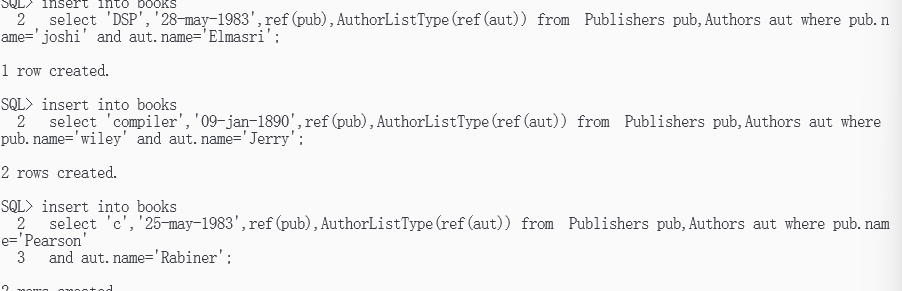 SQL> insert into books
  2   select 'DSP','28-may-1983',ref(pub),AuthorListType(ref(aut)) from  Publishers pub,Authors aut where pub.n
ame='joshi' and aut.name='Elmasri';
1 row created.
SQL> insert into books
  2   select 'compiler','09-jan-1890',ref(pub),AuthorListType(ref(aut)) from  Publishers pub,Authors aut where
pub.name='wiley' and aut.name='Jerry';
2 rows created.
SQL> insert into books
  2   select 'c','25-may-1983',ref(pub),AuthorListType(ref(aut)) from  Publishers pub,Authors aut where pub.nam
e='Pearson'
  3   and aut.name='Rabiner';
2 rows created